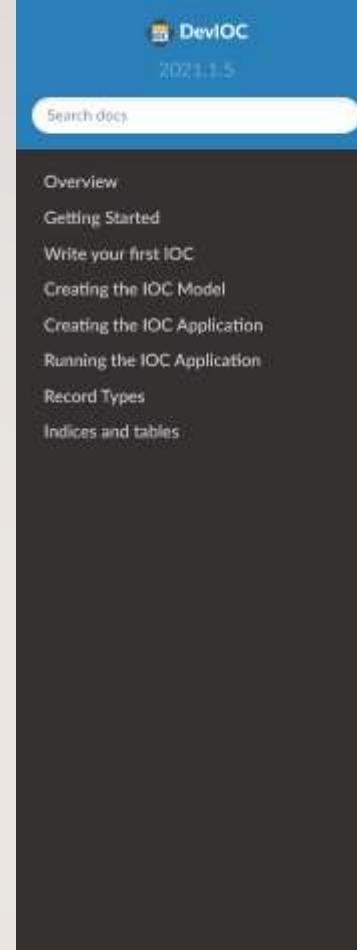 DevIOC
2021.1.5
Search docs
Overview
Getting Started
Write your first IOC
Creating the IOC Model
Creating the IOC Application
Running the IOC Application
Record Types
Indices and tables